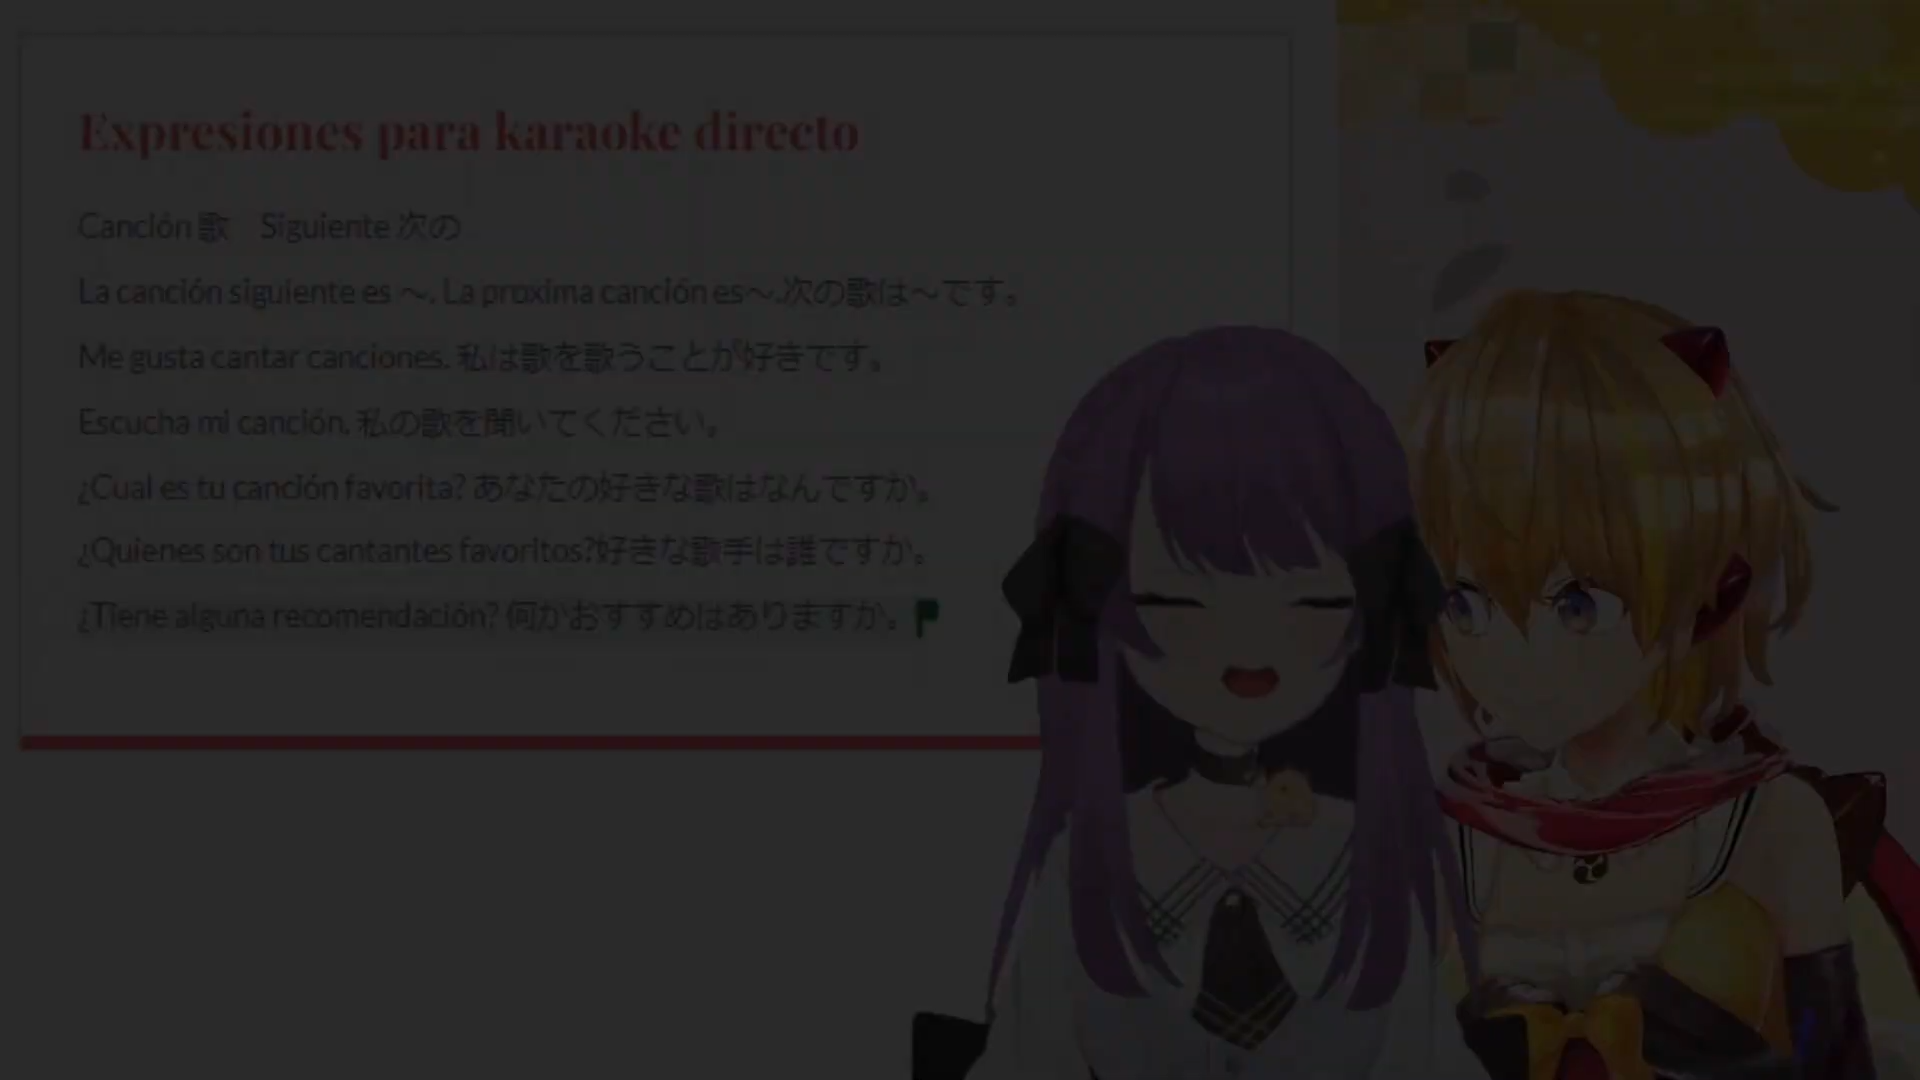 Expresiones para karaoke directo
Canción 歌　Siguiente 次の
La canción siguiente es ～. La proxima canción es～.次の歌は～です。
Me gusta cantar canciones. 私は歌を歌うことが好きです。
Escucha mi canción. 私の歌を聞いてください。
¿Cual es tu canción favorita? あなたの好きな歌はなんですか。
¿Quienes son tus cantantes favoritos?好きな歌手は誰ですか。
¿Tiene alguna recomendación? 何かおすすめはありますか。